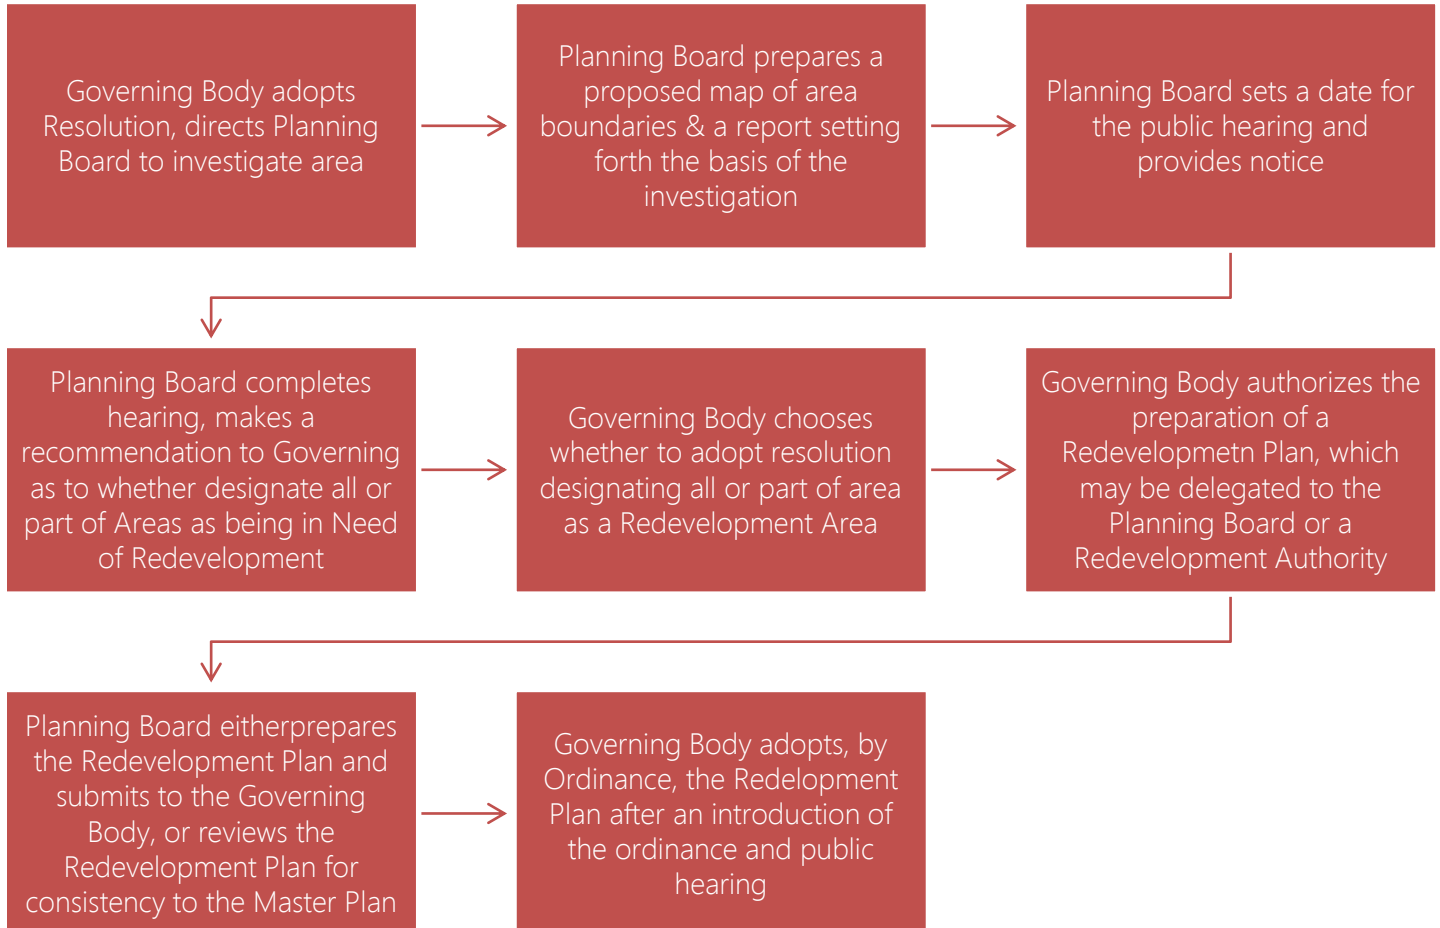 Governing Body adopts
Resolution, directs Planning
Board to investigate area
Planning Board prepares a
proposed map of area
boundaries & a report setting
forth the basis of the
investigation
Planning Board sets a date for
the public hearing and
provides notice
Planning Board completes
hearing, makes a
recommendation to Governing
as to whether designate all or
part of Areas as being in Need
of Redevelopment
Governing Body chooses
whether to adopt resolution
designating all or part of area
as a Redevelopment Area
Governing Body authorizes the
preparation of a
Redevelopmetn Plan, which
may be delegated to the
Planning Board or a
Redevelopment Authority
Planning Board eitherprepares
the Redevelopment Plan and
submits to the Governing
Body, or reviews the
Redevelopment Plan for
consistency to the Master Plan
Governing Body adopts, by
Ordinance, the Redelopment
Plan after an introduction of
the ordinance and public
hearing